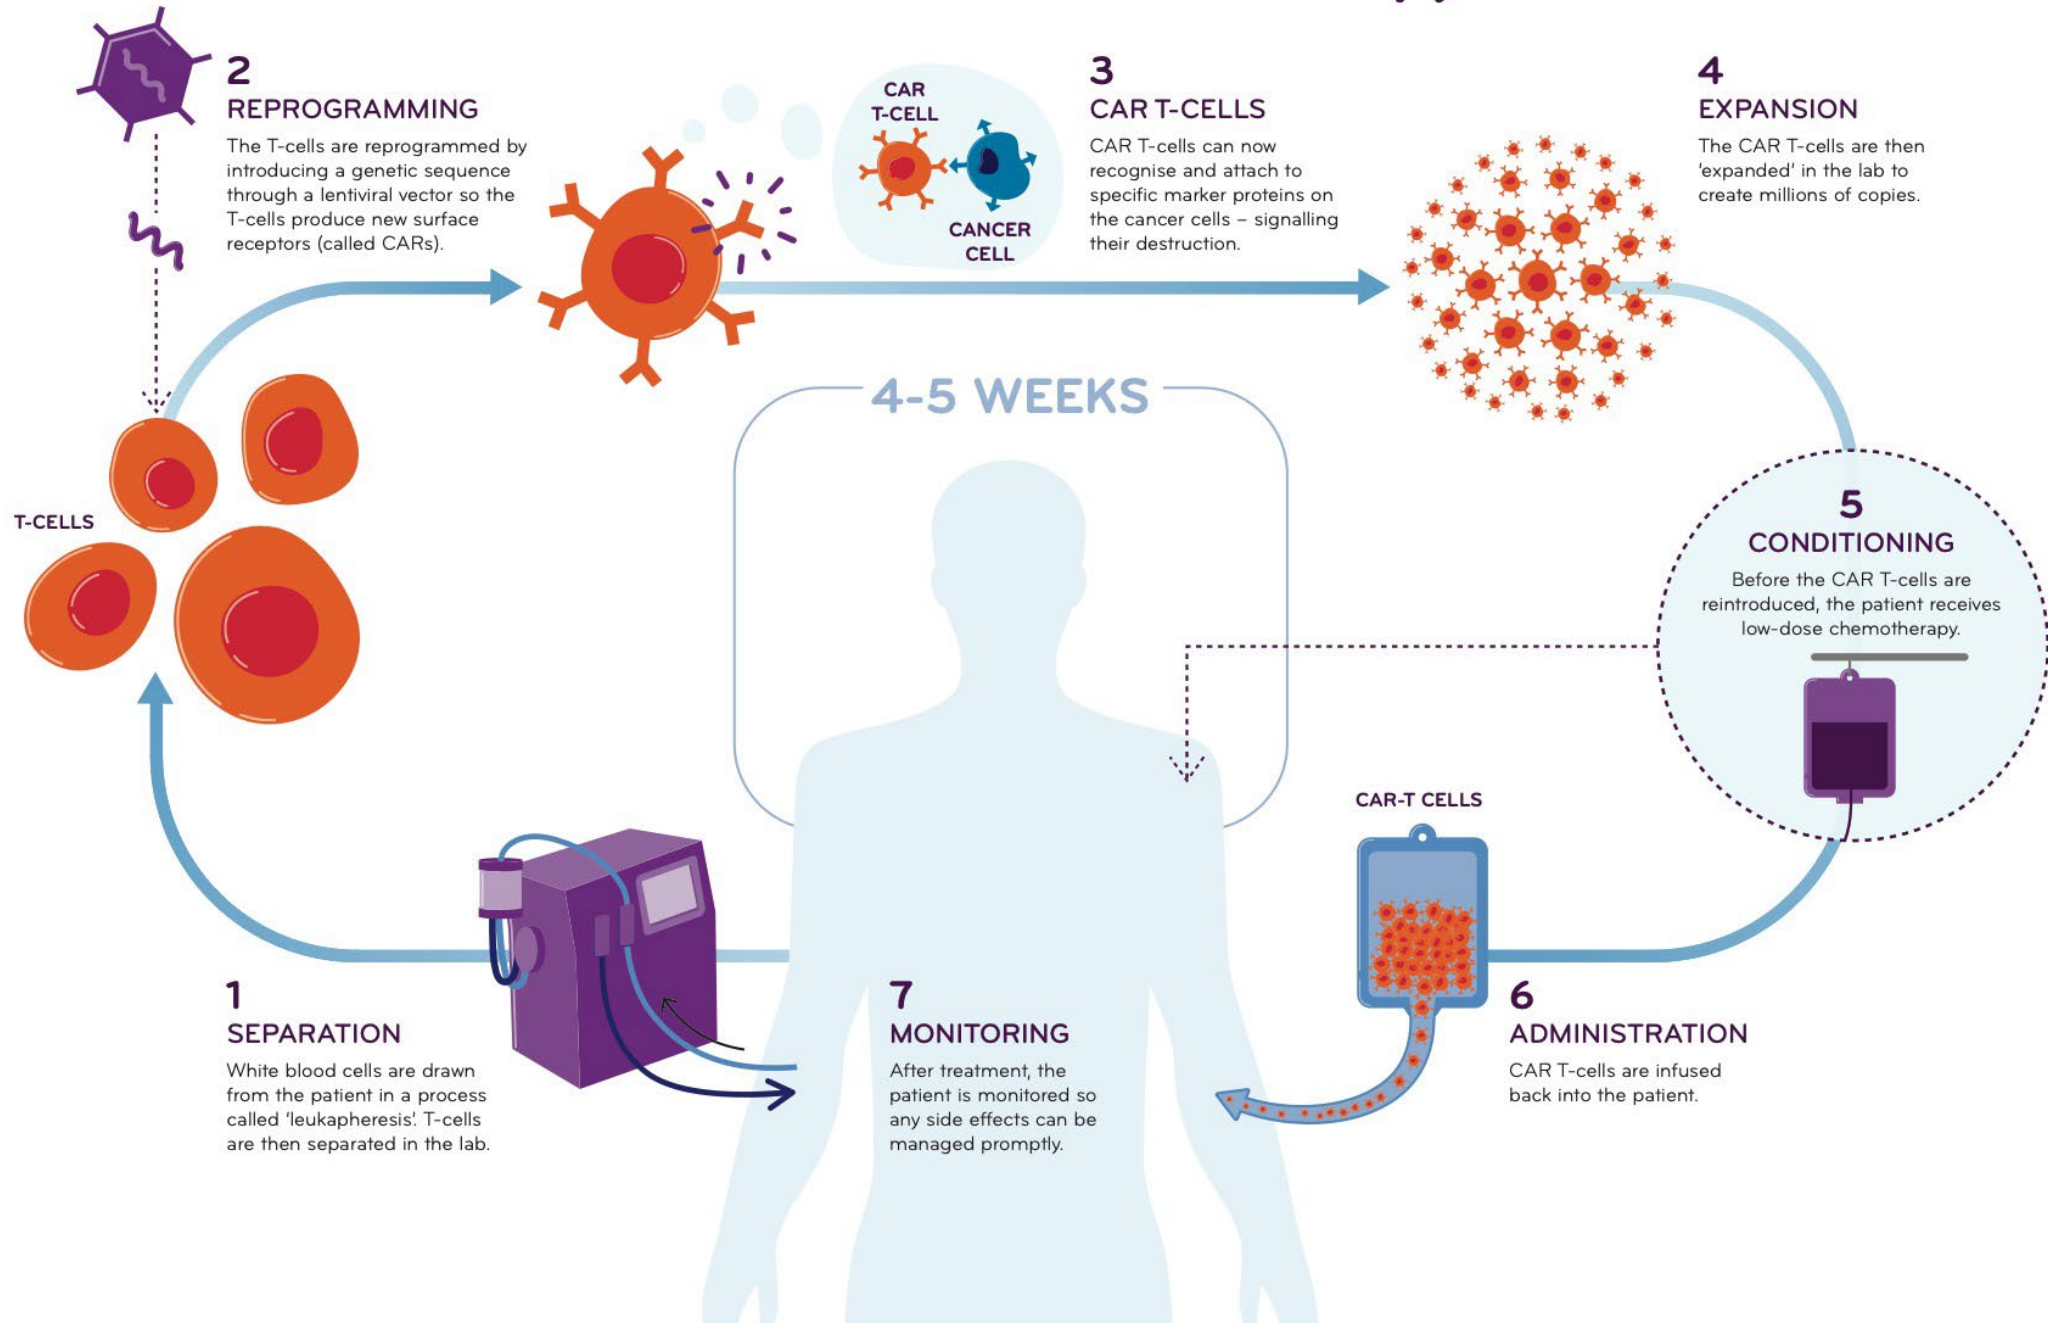 2
REPROGRAMMING
The T-cells are reprogrammed by
introducing a genetic sequence
through a lentiviral vector so the
T-cells produce new surface
receptors (called CARs).
CAR
T-CELL
CANCER
CELL
3
CAR T-CELLS
CAR T-cells can now
recognise and attach to
specific marker proteins on
the cancer cells – signalling
their destruction.
4
EXPANSION
The CAR T-cells are then
'expanded' in the lab to
create millions of copies.
4-5 WEEKS
T-CELLS
5
CONDITIONING
Before the CAR T-cells are
reintroduced, the patient receives
low-dose chemotherapy.
CAR-T CELLS
1
SEPARATION
White blood cells are drawn
from the patient in a process
called 'leukapheresis'. T-cells
are then separated in the lab.
7
MONITORING
After treatment, the
patient is monitored so
any side effects can be
managed promptly.
6
ADMINISTRATION
CAR T-cells are infused
back into the patient.